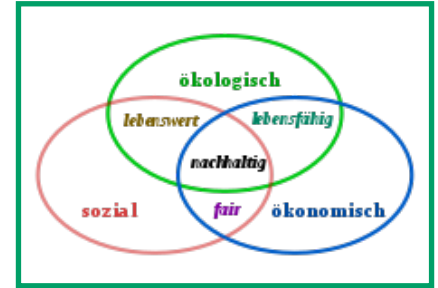 ökologisch
lebenswert
lebensfähig
nachhaltig
sozial
fair
ökonomisch